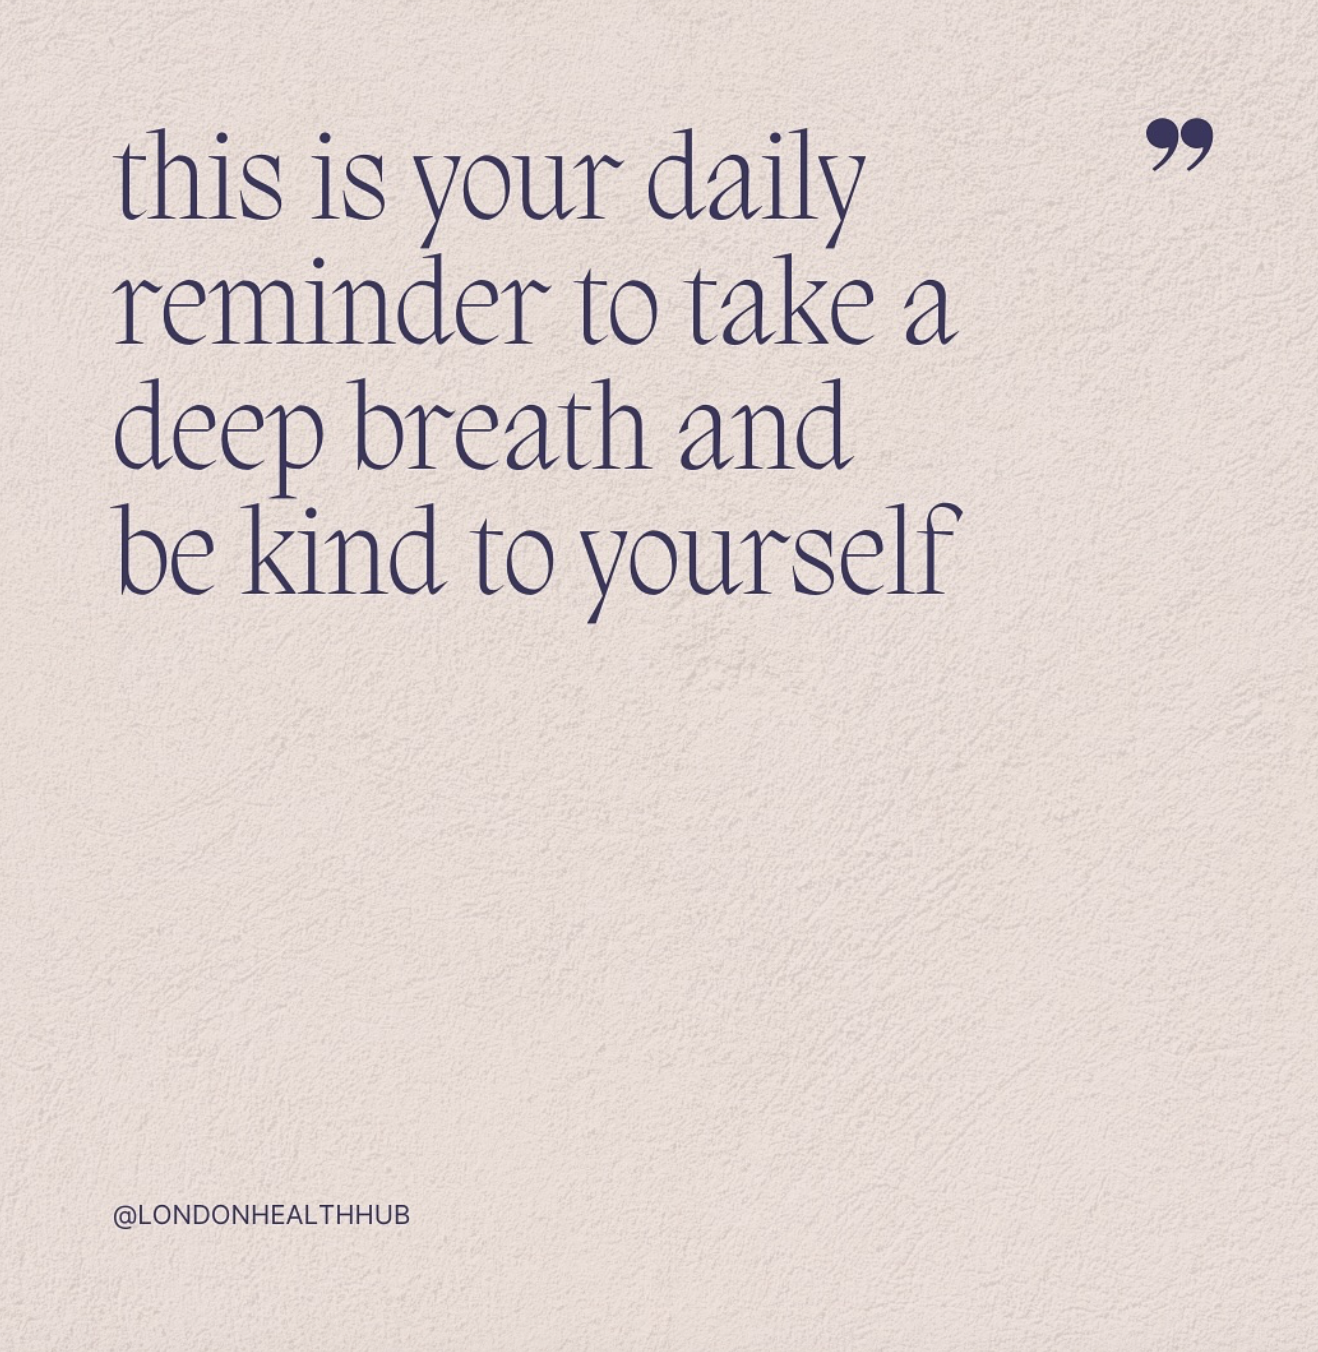 this is your daily
reminder to take a
deep breath and
be kind to yourself
”
@LONDONHEALTHHUB